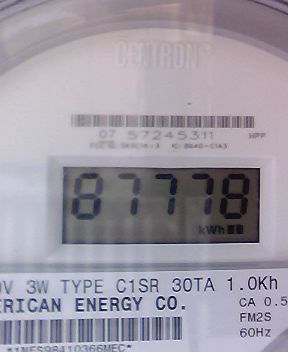 CENTRON
07 57245311 HPP
87778
kWh
0V 3W TYPE C1SR 30TA 1.0Kh
ERICAN ENERGY CO. CA 0.5
FM2S
60Hz